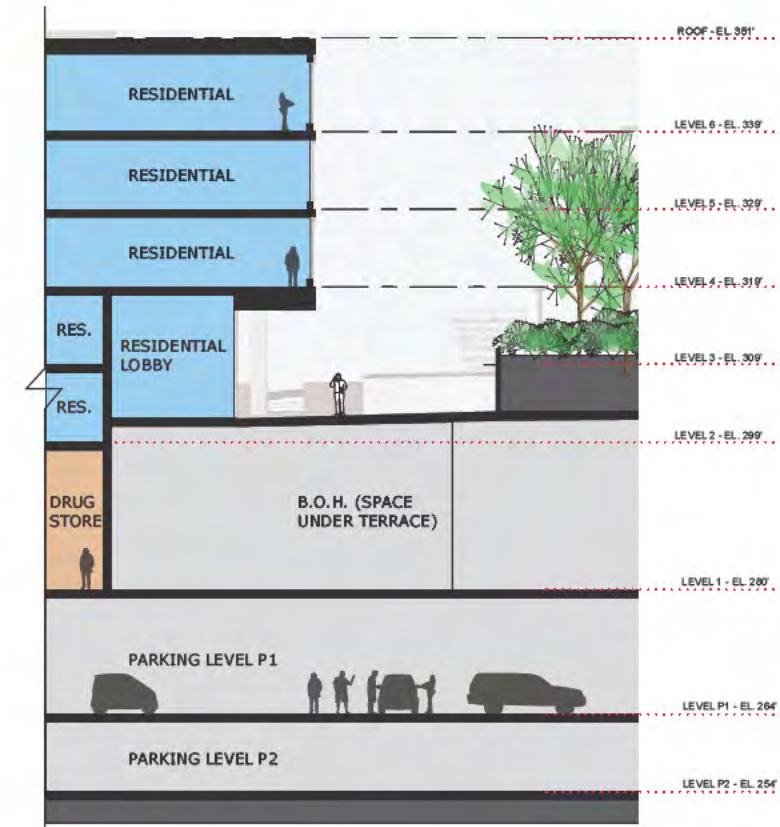 ROOF - EL. 351'
RESIDENTIAL
LEVEL 6 - EL. 339'
RESIDENTIAL
LEVEL 5 - EL. 329'
RESIDENTIAL
LEVEL 4 - EL. 319'
RES.
RESIDENTIAL
LOBBY
LEVEL 3 - EL. 309'
RES.
LEVEL 2 - EL. 299'
DRUG
STORE
B.O.H. (SPACE
UNDER TERRACE)
LEVEL 1 - EL. 280'
PARKING LEVEL P1
LEVEL P1 - EL. 264'
PARKING LEVEL P2
LEVEL P2 - EL. 254'